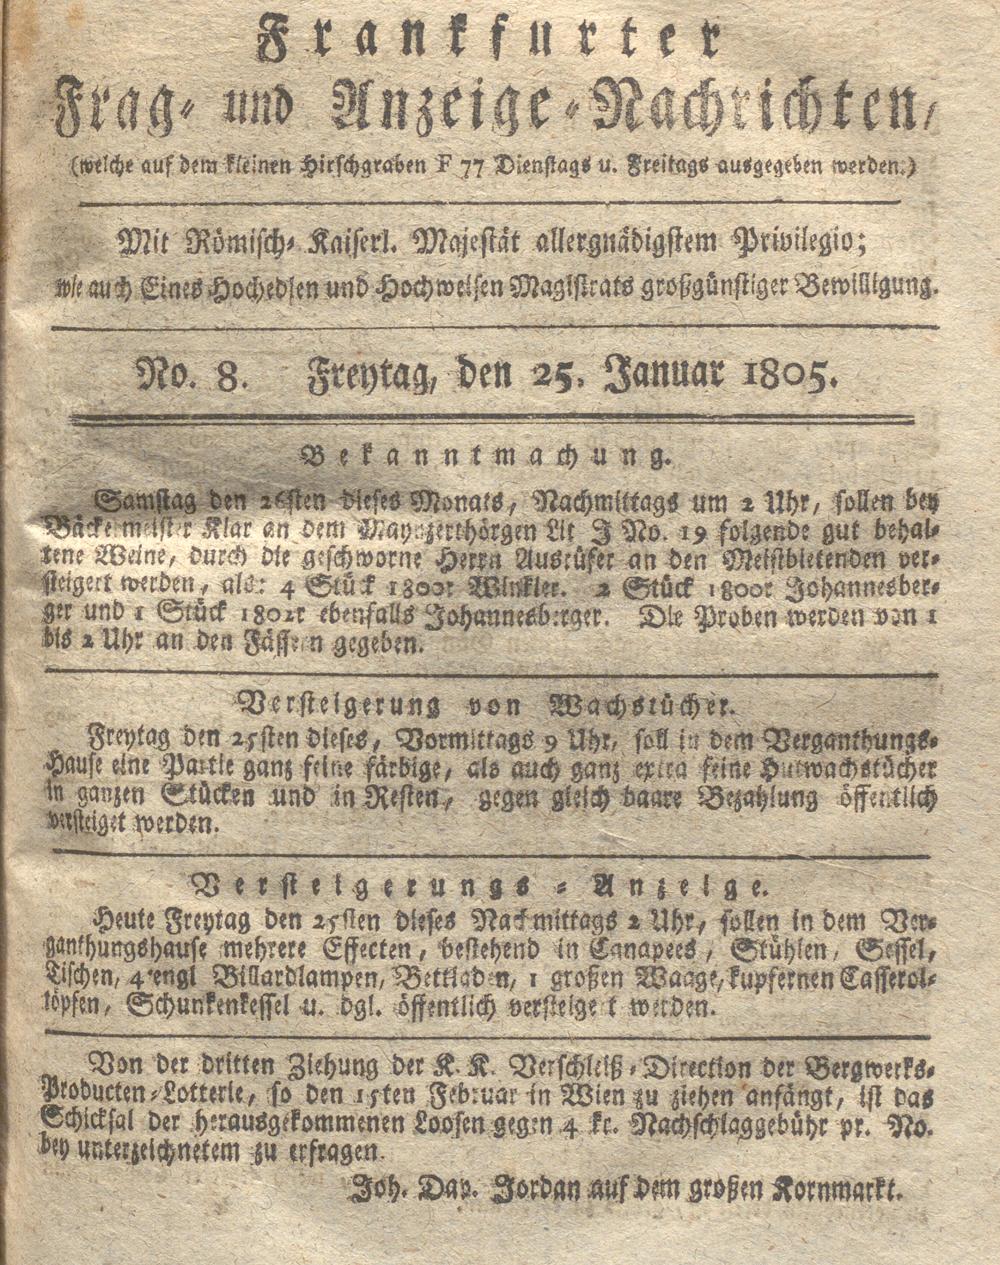 Frankfurter
Frag- und Anzeige-Nachrichten,
(welche auf dem kleinen Hirschgraben F 77 Dienstags u. Freitags ausgegeben werden.)
Mit Römisch-Kaiserl. Majestät allergnädigstem Privilegio;
wie auch Eines Hochedlen und Hochweisen Magistrats großgünstiger Bewilligung.
No. 8. Freytag, den 25. Januar 1805.
Bekanntmachung.
Samstag den 26sten dieses Monats, Nachmittags um 2 Uhr, sollen bey
Bäckermeister Klar an dem Maynzerthörgen Lit J No. 19 folgende gut behal-
tene Weine, durch die geschworne Herrn Ausrüfer an den Meistbietenden ver-
steigert werden, als: 4 Stück 1800r Winkler. 2 Stück 1800r Johannesber-
ger und 1 Stück 1802r ebenfalls Johannesberger. Die Proben werden von 1
bis 2 Uhr an den Fässern gegeben.
Versteigerung von Wachstücher.
Freytag den 25sten dieses, Vormittags 9 Uhr, soll in dem Verganthungs-
Hause eine Partie ganz feine färbige, als auch ganz extra feine Hutwachstücher
in ganzen Stücken und in Resten, gegen gleich baare Bezahlung öffentlich
versteiget werden.
Versteigerungs-Anzeige.
Heute Freytag den 25sten dieses Nachmittags 2 Uhr, sollen in dem Ver-
ganthungshause mehrere Effecten, bestehend in Canapees, Stühlen, Sessel,
Tischen, 4 engl Billardlampen, Bettladen, 1 großen Waage, kupfernen Casserol-
töpfen, Schunkenkessel u. dgl. öffentlich versteigert werden.
Von der dritten Ziehung der K. K. Verschleiß-Direction der Bergwerks-
Producten-Lotterie, so den 15ten Februar in Wien zu ziehen anfängt, ist das
Schicksal der herausgekommenen Loosen gegen 4 kr. Nachschlaggebühr pr. No.
bey unterzeichnetem zu erfragen.
Joh. Dav. Jordan auf dem großen Kornmarkt.